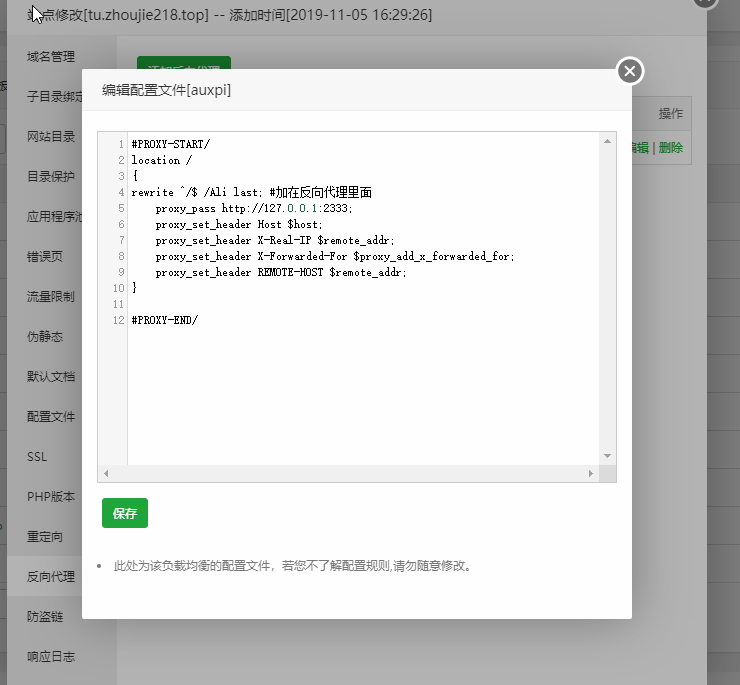 站点修改[tu.zhoujie218.top] -- 添加时间[2019-11-05 16:29:26]
域名管理
子目录绑定
网站目录
目录保护
应用程序池
错误页
流量限制
伪静态
默认文档
配置文件
SSL
PHP版本
重定向
反向代理
防盗链
响应日志
添加反向代理
操作
编辑 | 删除
编辑配置文件[auxpi]
1 #PROXY-START/
2 location /
3 {
4 rewrite ^/$ /Ali last; #加在反向代理里面
5 proxy_pass http://127.0.0.1:2333;
6 proxy_set_header Host $host;
7 proxy_set_header X-Real-IP $remote_addr;
8 proxy_set_header X-Forwarded-For $proxy_add_x_forwarded_for;
9 proxy_set_header REMOTE-HOST $remote_addr;
10 }
11
12 #PROXY-END/
保存
• 此处为该负载均衡的配置文件，若您不了解配置规则,请勿随意修改。